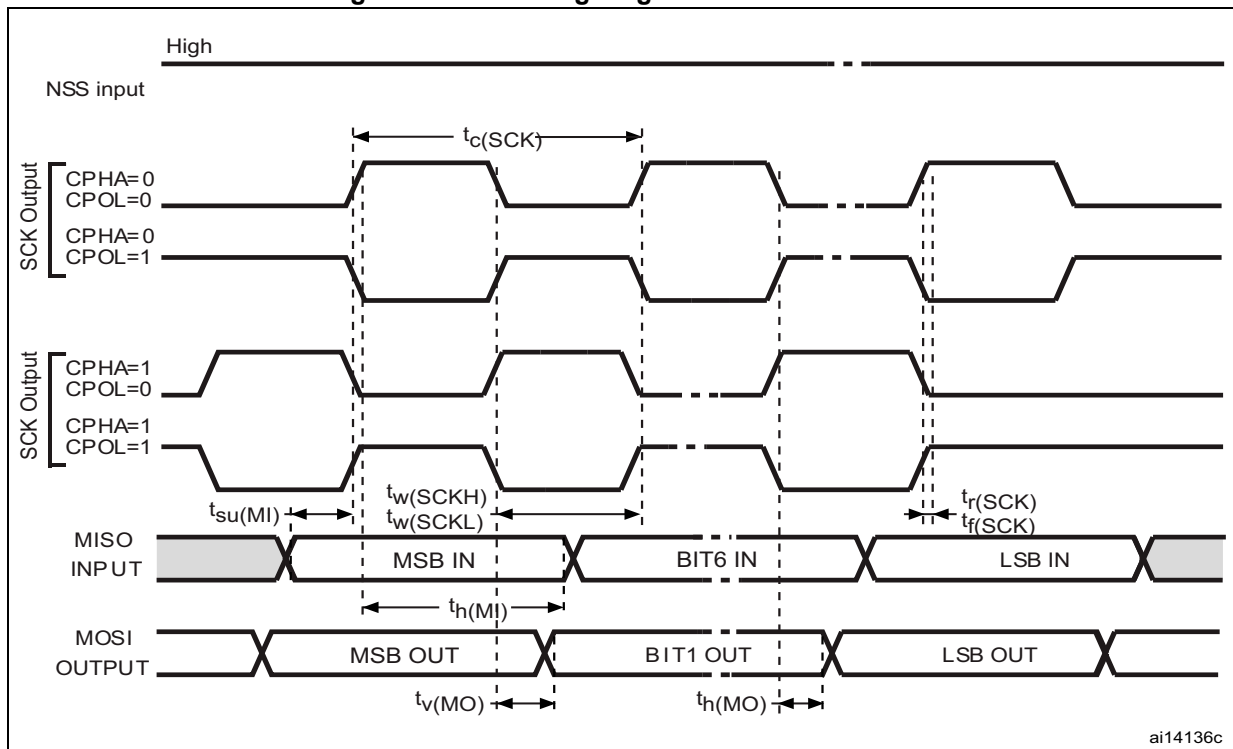 High
NSS input
tc(SCK)
SCK Output
CPHA=0
CPOL=0
CPHA=0
CPOL=1
SCK Output
CPHA=1
CPOL=0
CPHA=1
CPOL=1
tsu(MI)
tw(SCKH)
tw(SCKL)
tr(SCK)
tf(SCK)
MISO
INPUT
MSB IN
BIT6 IN
LSB IN
th(MI)
MOSI
OUTPUT
MSB OUT
BIT1 OUT
LSB OUT
tv(MO)
th(MO)
ai14136c